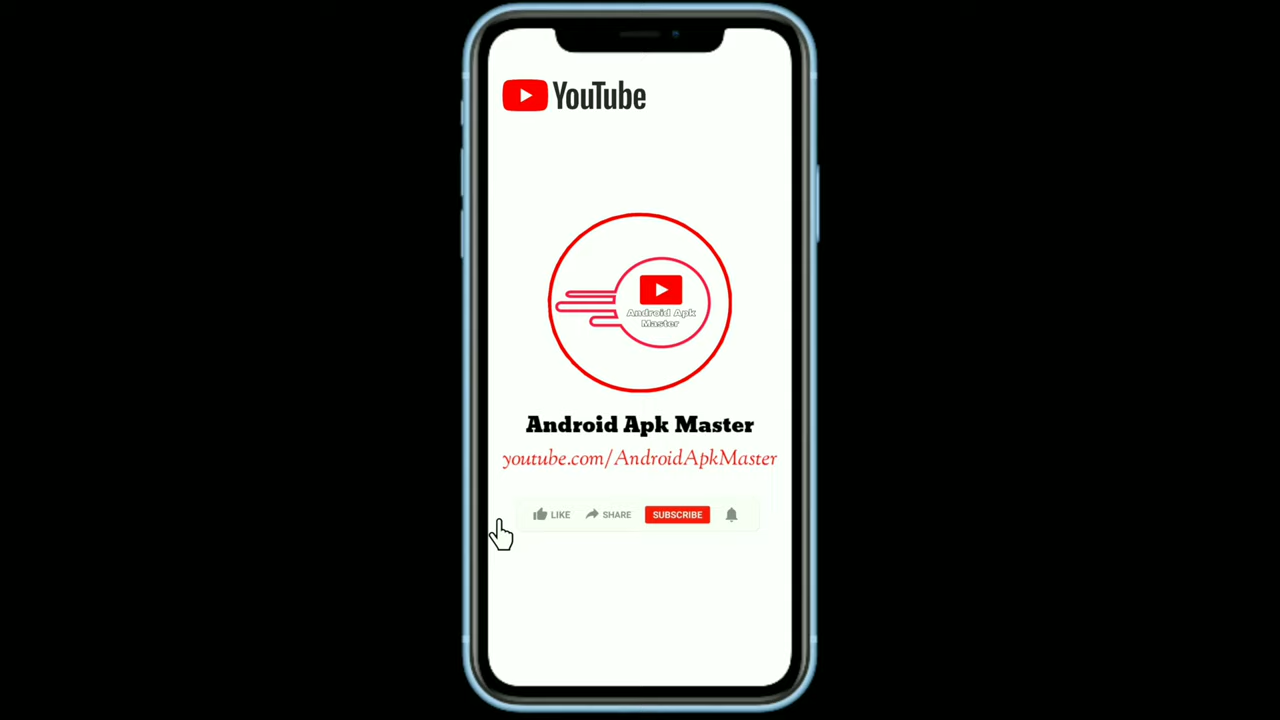 YouTube
Android Apk
Master
Android Apk Master
youtube.com/AndroidApkMaster
LIKE SHARE SUBSCRIBE